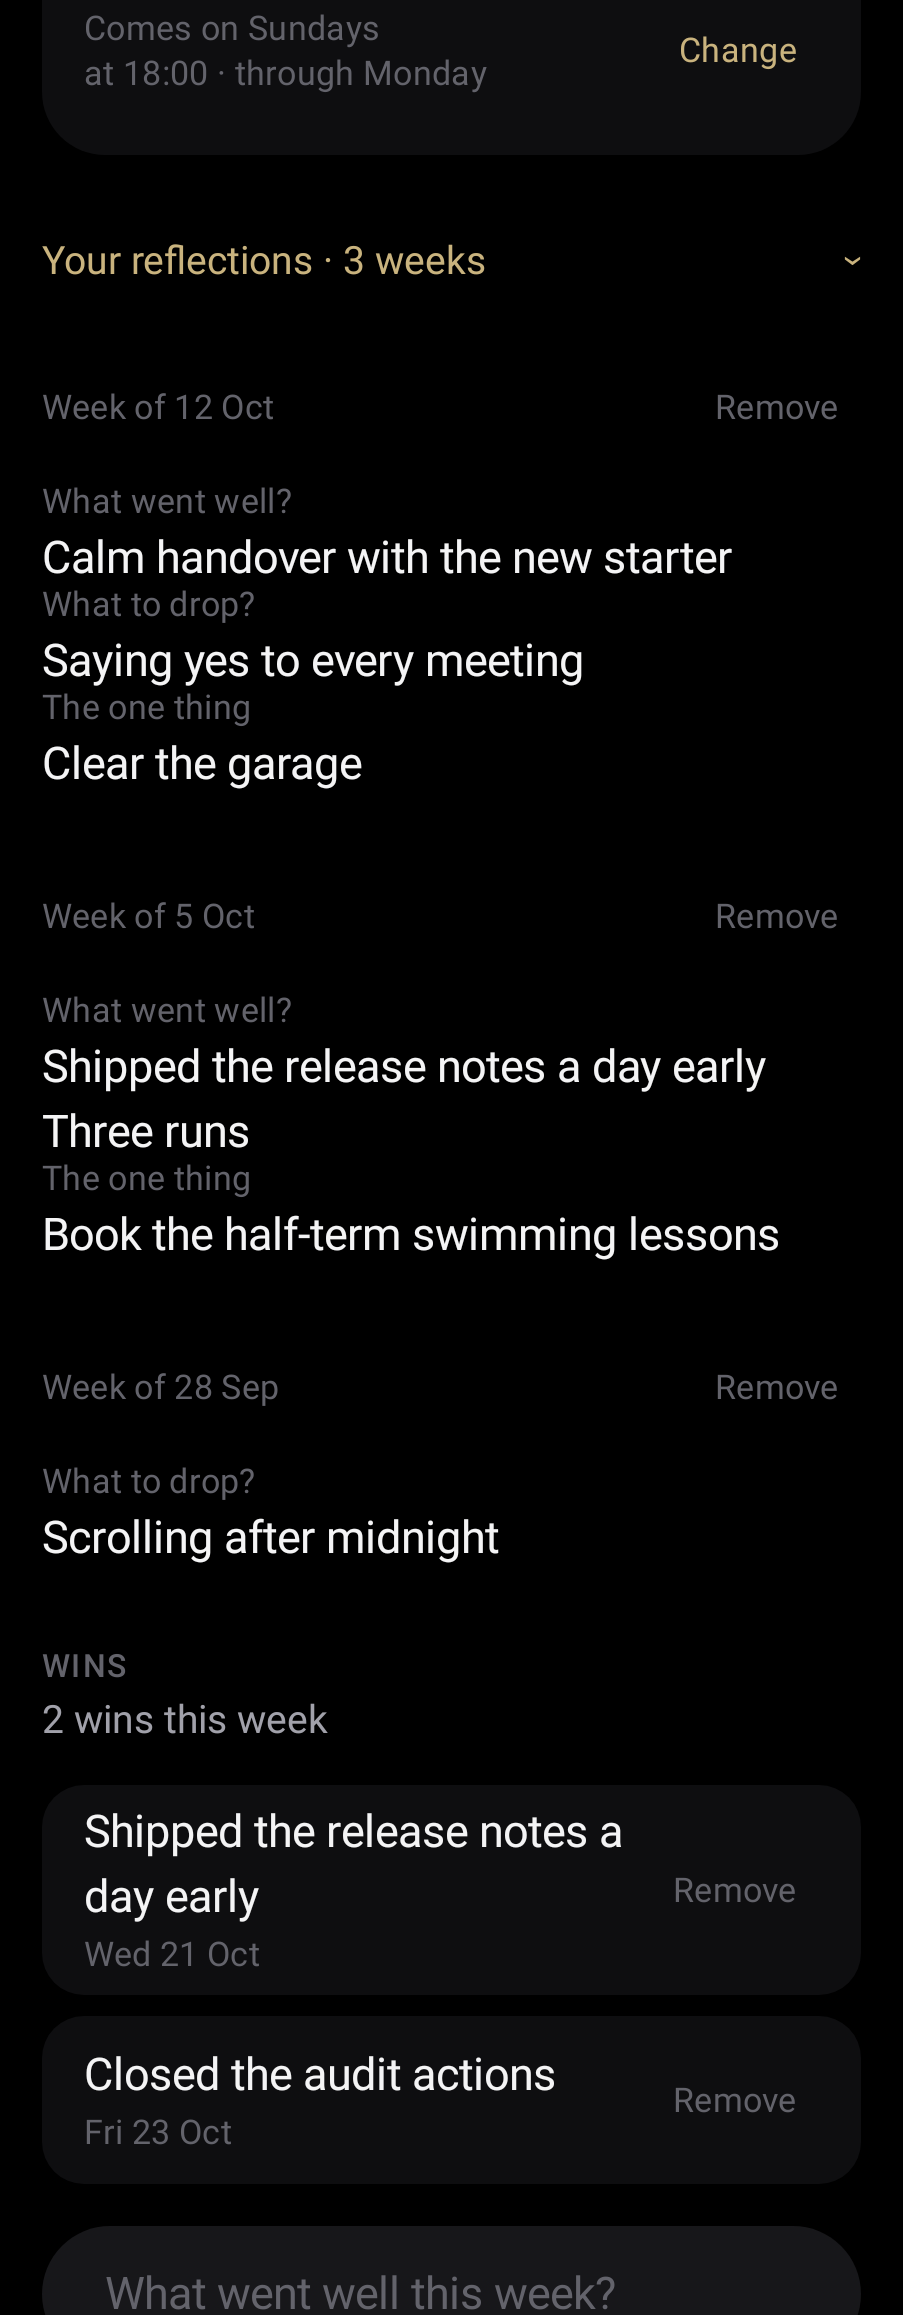 Comes on Sundays
at 18:00 · through Monday
Change
Your reflections · 3 weeks
Week of 12 Oct
Remove
What went well?
Calm handover with the new starter
What to drop?
Saying yes to every meeting
The one thing
Clear the garage
Week of 5 Oct
Remove
What went well?
Shipped the release notes a day early
Three runs
The one thing
Book the half-term swimming lessons
Week of 28 Sep
Remove
What to drop?
Scrolling after midnight
WINS
2 wins this week
Shipped the release notes a
day early
Wed 21 Oct
Remove
Closed the audit actions
Fri 23 Oct
Remove
What went well this week?